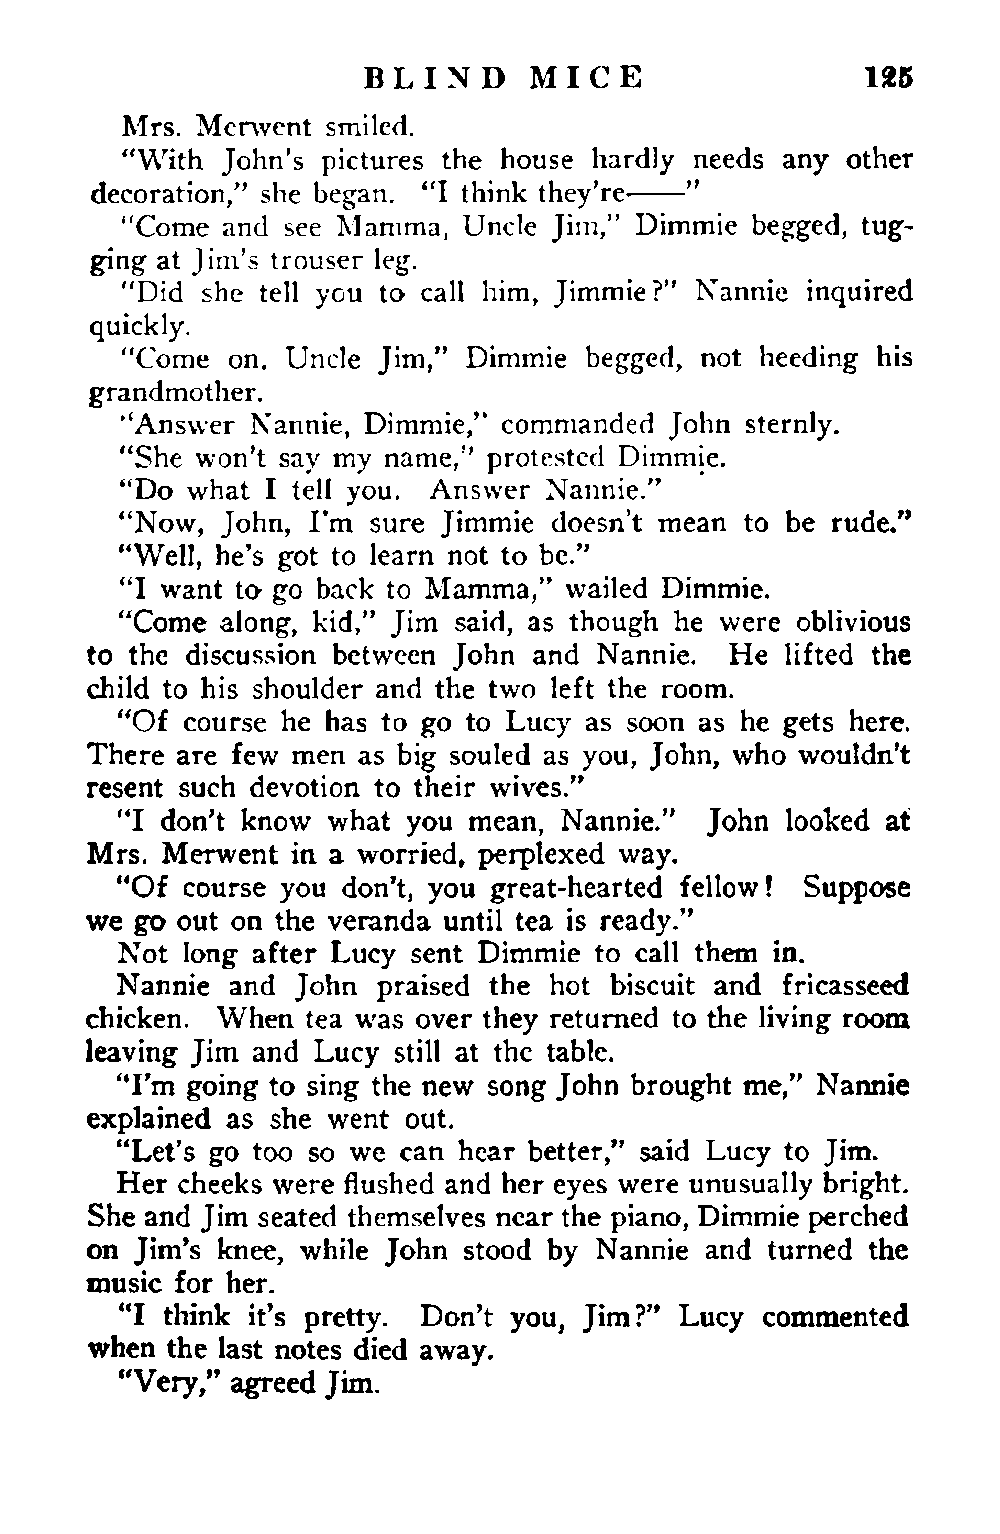 BLIND MICE 125
Mrs. Merwent smiled.
“With John's pictures the house hardly needs any other
decoration,” she began. “I think they're——”
“Come and see Mamma, Uncle Jim,” Dimmie begged, tug-
ging at Jim's trouser leg.
“Did she tell you to call him, Jimmie?” Nannie inquired
quickly.
“Come on, Uncle Jim,” Dimmie begged, not heeding his
grandmother.
“Answer Nannie, Dimmie,” commanded John sternly.
“She won't say my name,” protested Dimmie.
“Do what I tell you. Answer Nannie.”
“Now, John, I'm sure Jimmie doesn't mean to be rude.”
“Well, he's got to learn not to be.”
“I want to go back to Mamma,” wailed Dimmie.
“Come along, kid,” Jim said, as though he were oblivious
to the discussion between John and Nannie. He lifted the
child to his shoulder and the two left the room.
“Of course he has to go to Lucy as soon as he gets here.
There are few men as big souled as you, John, who wouldn't
resent such devotion to their wives.”
“I don't know what you mean, Nannie.” John looked at
Mrs. Merwent in a worried, perplexed way.
“Of course you don't, you great-hearted fellow! Suppose
we go out on the veranda until tea is ready.”
Not long after Lucy sent Dimmie to call them in.
Nannie and John praised the hot biscuit and fricasseed
chicken. When tea was over they returned to the living room
leaving Jim and Lucy still at the table.
“I'm going to sing the new song John brought me,” Nannie
explained as she went out.
“Let's go too so we can hear better,” said Lucy to Jim.
Her cheeks were flushed and her eyes were unusually bright.
She and Jim seated themselves near the piano, Dimmie perched
on Jim's knee, while John stood by Nannie and turned the
music for her.
“I think it's pretty. Don't you, Jim?” Lucy commented
when the last notes died away.
“Very,” agreed Jim.